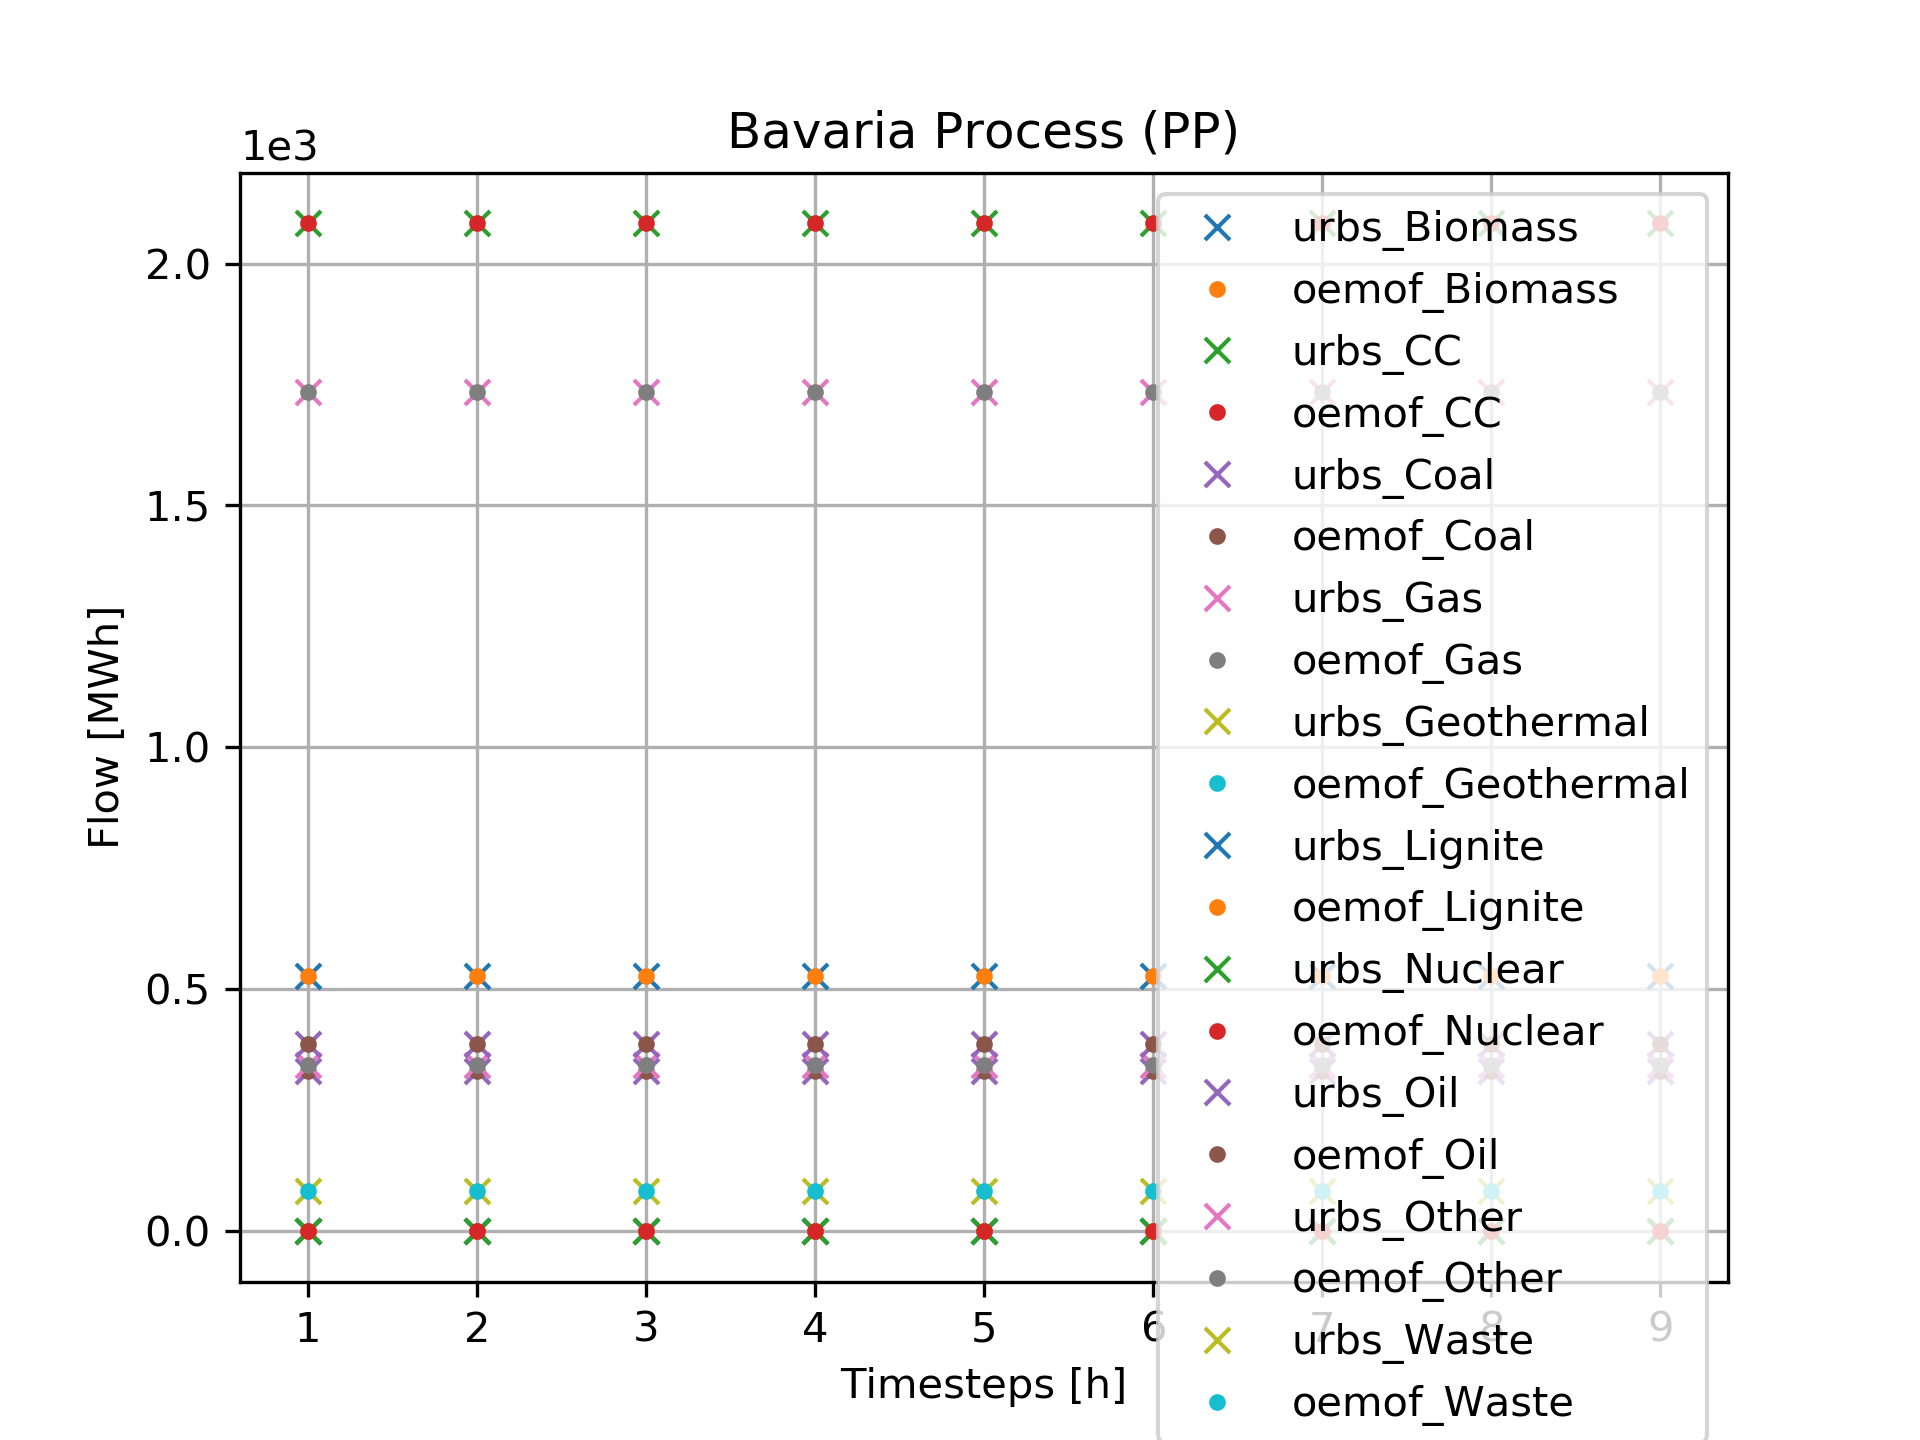 Bavaria Process (PP)
1e3
2.0
1.5
1.0
0.5
0.0
Flow [MWh]
1 2 3 4 5 6 7 8 9
Timesteps [h]
urbs_Biomass
oemof_Biomass
urbs_CC
oemof_CC
urbs_Coal
oemof_Coal
urbs_Gas
oemof_Gas
urbs_Geothermal
oemof_Geothermal
urbs_Lignite
oemof_Lignite
urbs_Nuclear
oemof_Nuclear
urbs_Oil
oemof_Oil
urbs_Other
oemof_Other
urbs_Waste
oemof_Waste